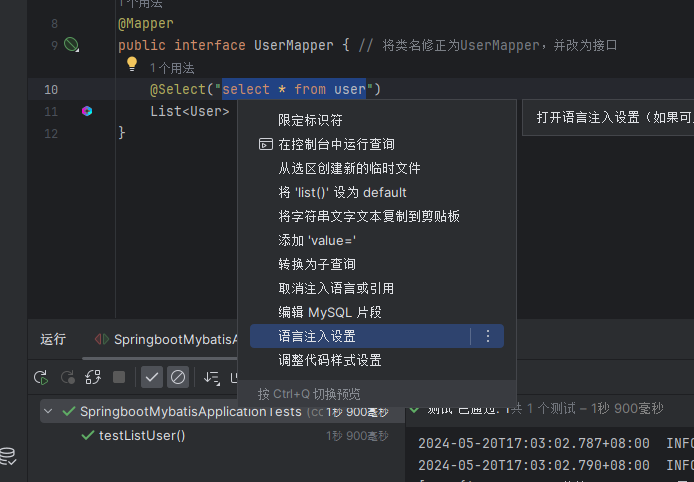 1个用法
8 @Mapper
9 public interface UserMapper { // 将类名修正为UserMapper，并改为接口
1个用法
10 @Select("select * from user")
11 List<User>
12 }
限定标识符
在控制台中运行查询
从选区创建新的临时文件
将 'list()' 设为 default
将字符串文字文本复制到剪贴板
添加 'value='
转换为子查询
取消注入语言或引用
编辑 MySQL 片段
语言注入设置
调整代码样式设置
按 Ctrl+Q 切换预览
打开语言注入设置（如果可
运行
SpringbootMybatisA
SpringbootMybatisApplicationTests (co 1秒 900毫秒
testListUser() 1秒 900毫秒
测试 已通过: 1共 1 个测试 – 1秒 900毫秒
2024-05-20T17:03:02.787+08:00 INFO
2024-05-20T17:03:02.790+08:00 INFO